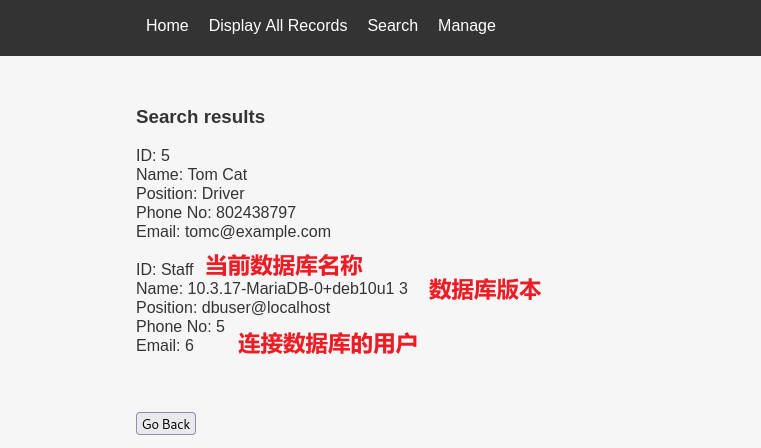 Home Display All Records Search Manage
Search results
ID: 5
Name: Tom Cat
Position: Driver
Phone No: 802438797
Email: tomc@example.com
ID: Staff 当前数据库名称
Name: 10.3.17-MariaDB-0+deb10u1 3 数据库版本
Position: dbuser@localhost
Phone No: 5
Email: 6 连接数据库的用户
Go Back